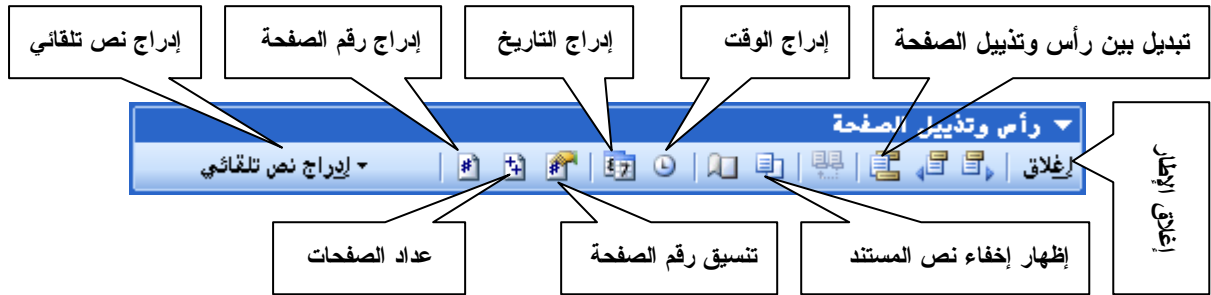 تبديل بين رأس وتذييل الصفحة
إدراج الوقت
إدراج التاريخ
إدراج رقم الصفحة
إدراج نص تلقائي
رأس وتذييل الصفحة
إغلاق
إدراج نص تلقائي
إغلاق الإطار
إظهار إخفاء نص المستند
تنسيق رقم الصفحة
عداد الصفحات